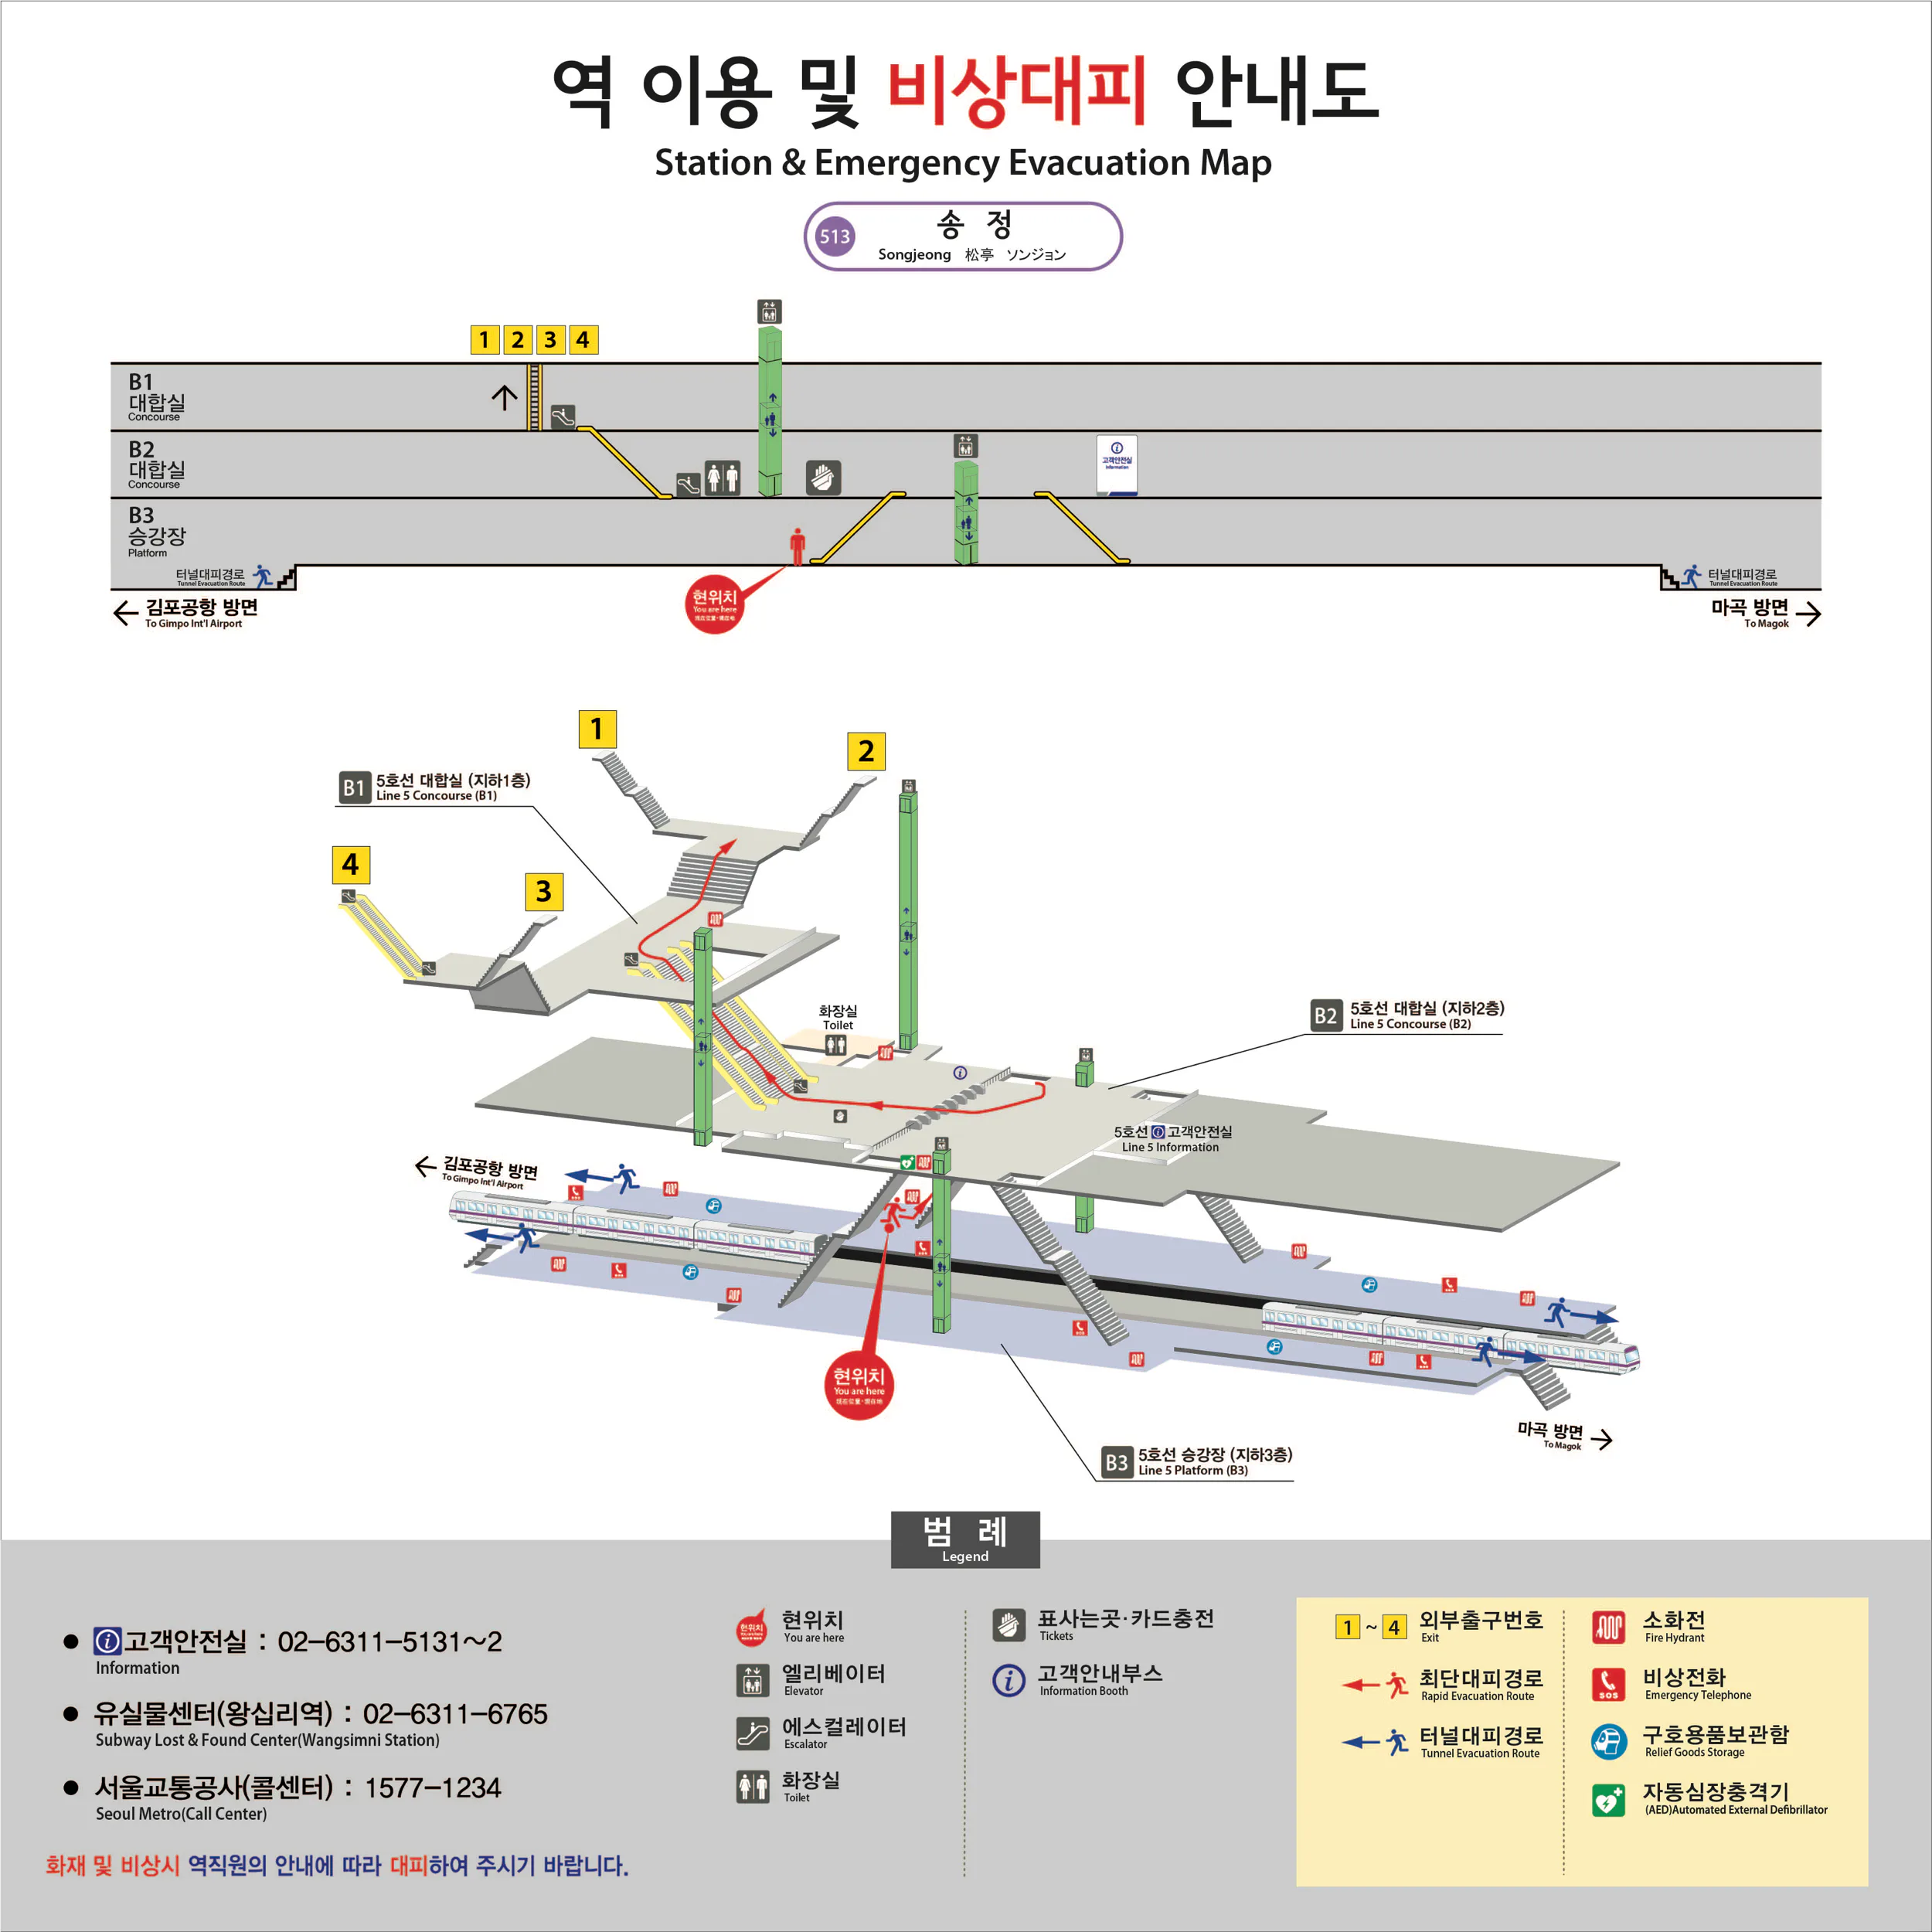 역 이용 및 비상대피 안내도
Station & Emergency Evacuation Map
513
송 정
Songjeong 松亭 ソンジョン
1 2 3 4
B1
대합실
Concourse
B2
대합실
Concourse
고객안전실
Information
B3
승강장
Platform
터널대피경로
Tunnel Evacuation Route
터널대피경로
Tunnel Evacuation Route
현위치
You are here
김포공항 방면
To Gimpo Int'l Airport
마곡 방면
To Magok
1
2
B1 5호선 대합실 (지하1층)
Line 5 Concourse (B1)
4
3
화장실
Toilet
B2 5호선 대합실 (지하2층)
Line 5 Concourse (B2)
5호선 고객안전실
Line 5 Information
김포공항 방면
To Gimpo Int'l Airport
현위치
You are here
마곡 방면
To Magok
B3 5호선 승강장 (지하3층)
Line 5 Platform (B3)
범 례
Legend
고객안전실 : 02-6311-5131~2
Information
유실물센터(왕십리역) : 02-6311-6765
Subway Lost & Found Center(Wangsimni Station)
서울교통공사(콜센터) : 1577-1234
Seoul Metro(Call Center)
화재 및 비상시 역직원의 안내에 따라 대피하여 주시기 바랍니다.
현위치
You are here
엘리베이터
Elevator
에스컬레이터
Escalator
화장실
Toilet
표사는곳·카드충전
Tickets
고객안내부스
Information Booth
1 ~ 4 외부출구번호
Exit
최단대피경로
Rapid Evacuation Route
터널대피경로
Tunnel Evacuation Route
소화전
Fire Hydrant
SOS
비상전화
Emergency Telephone
구호용품보관함
Relief Goods Storage
자동심장충격기
(AED)Automated External Defibrillator